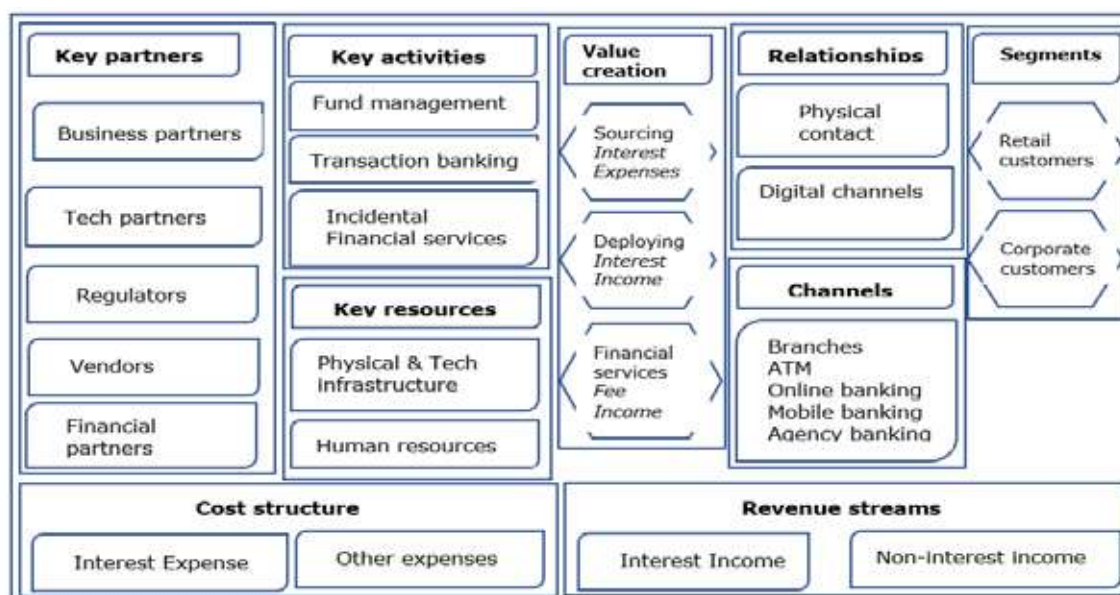 Key partners
Business partners
Tech partners
Regulators
Vendors
Financial
partners
Key activities
Fund management
Transaction banking
Incidental
Financial services
Key resources
Physical & Tech
infrastructure
Human resources
Value
creation
Sourcing
Interest
Expenses
Deploying
Interest
Income
Financial
services
Fee
Income
Relationships
Physical
contact
Digital channels
Channels
Branches
ATM
Online banking
Mobile banking
Agency banking
Segments
Retail
customers
Corporate
customers
Cost structure
Interest Expense
Other expenses
Revenue streams
Interest Income
Non-interest income